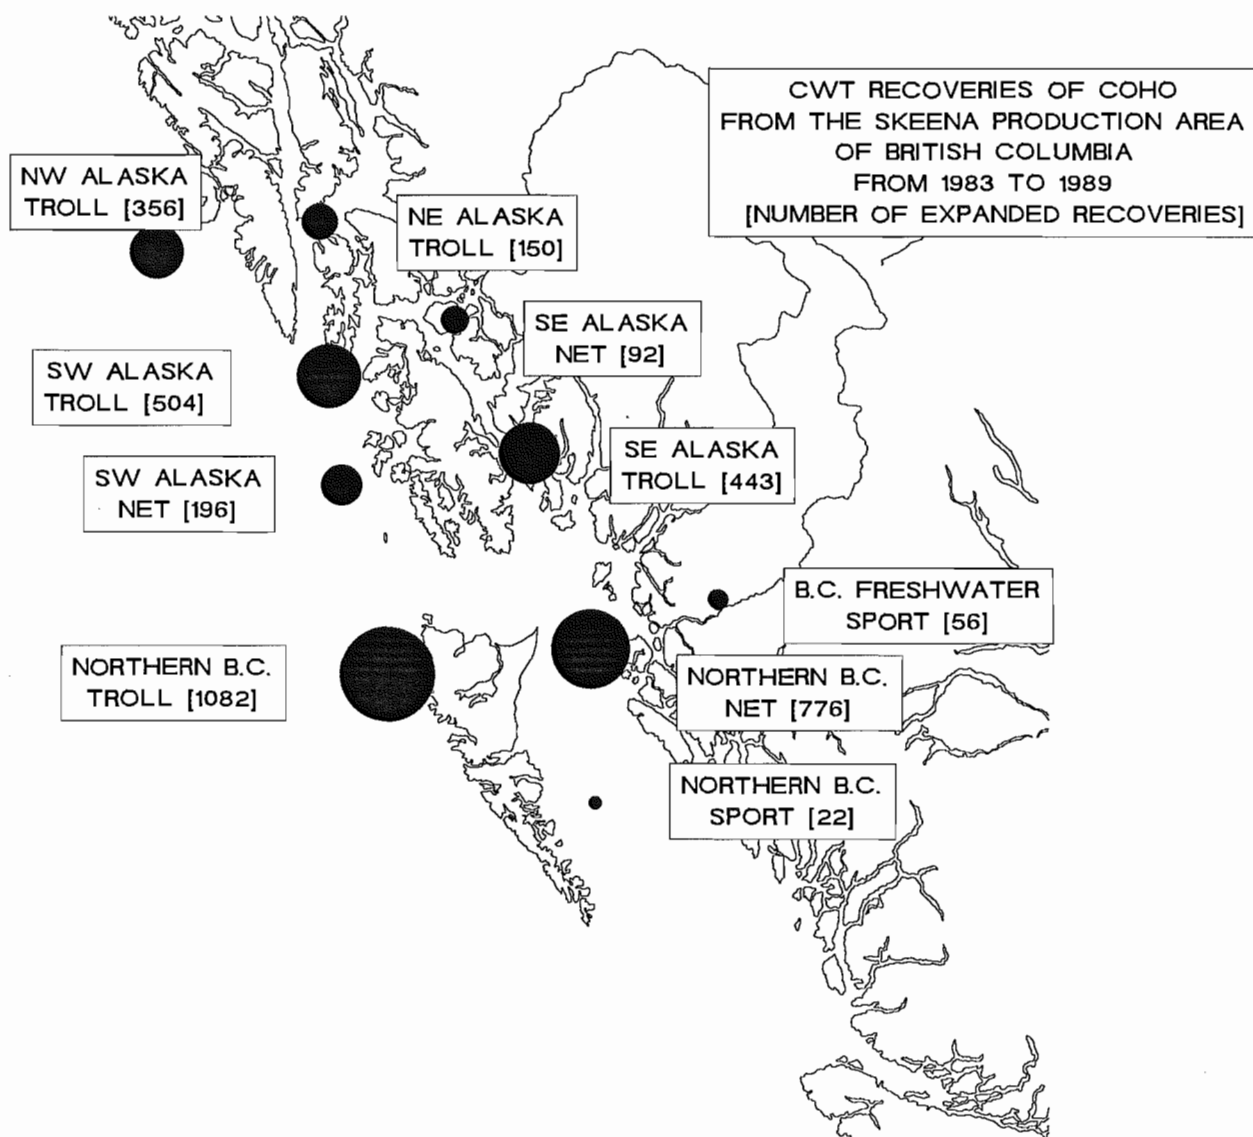 CWT RECOVERIES OF COHO
FROM THE SKEENA PRODUCTION AREA
OF BRITISH COLUMBIA
FROM 1983 TO 1989
[NUMBER OF EXPANDED RECOVERIES]
NW ALASKA
TROLL [356]
NE ALASKA
TROLL [150]
SE ALASKA
NET [92]
SW ALASKA
TROLL [504]
SE ALASKA
TROLL [443]
SW ALASKA
NET [196]
B.C. FRESHWATER
SPORT [56]
NORTHERN B.C.
TROLL [1082]
NORTHERN B.C.
NET [776]
NORTHERN B.C.
SPORT [22]